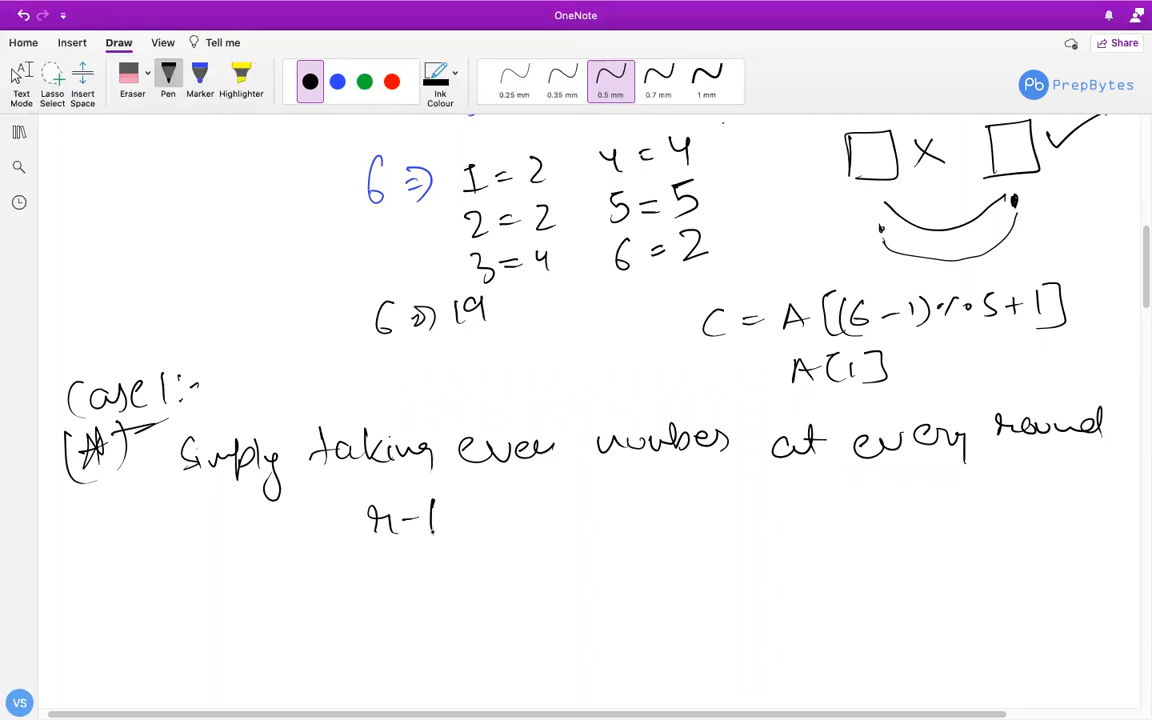 OneNote
Home Insert Draw View Tell me
Share
Text Mode
Lasso Select
Insert Space
Eraser
Pen
Marker
Highlighter
Ink Colour
0.25 mm 0.35 mm 0.5 mm 0.7 mm 1 mm
Pb PrepBytes
6 ⇒ 1 = 2 4 = 4
2 = 2 5 = 5
3 = 4 6 = 2
6 ⇒ 19
C = A[(6-1)%5+1]
A[1]
Case 1:-
simply taking even number at every round
r-1
VS